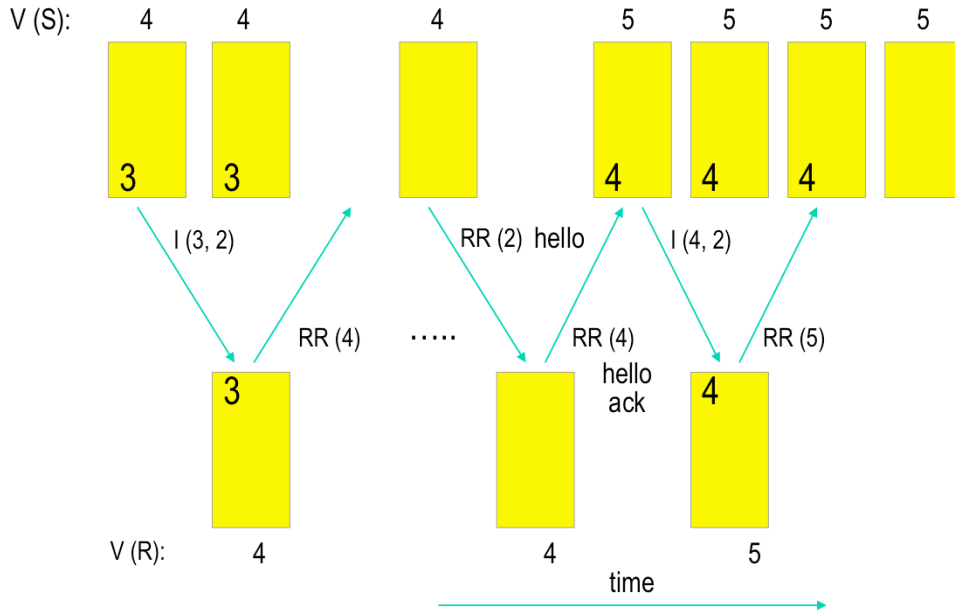 V (S): 4 4 4 5 5 5 5
3 3 4 4 4
I (3, 2) RR (2) hello I (4, 2)
RR (4) ..... RR (4) RR (5)
hello
ack
3 4
V (R): 4 4 5
time